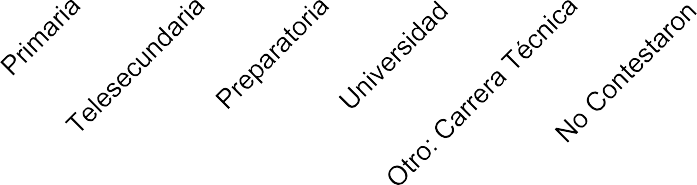 Primaria
Telesecundaria
Preparatoria
Universidad
Otro: Carrera Técnica
No Contestaron